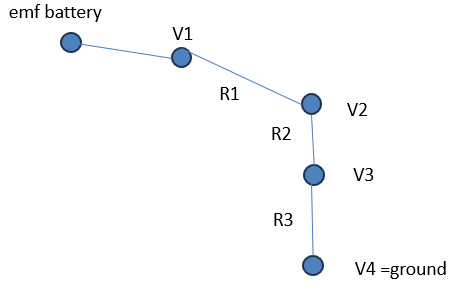 emf battery
V1
R1
V2
R2
V3
R3
V4 =ground